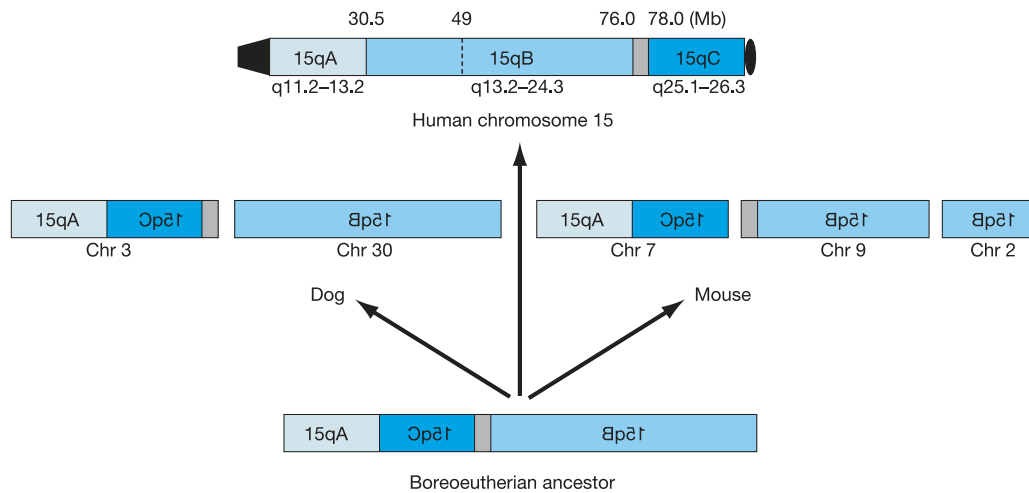 30.5 49 76.0 78.0 (Mb)
15qA 15qB 15qC
q11.2–13.2 q13.2–24.3 q25.1–26.3
Human chromosome 15
15qA 15qC 15qB 15qA 15qC 15qB 15qB
Chr 3 Chr 30 Chr 7 Chr 9 Chr 2
Dog Mouse
15qA 15qC 15qB
Boreoeutherian ancestor